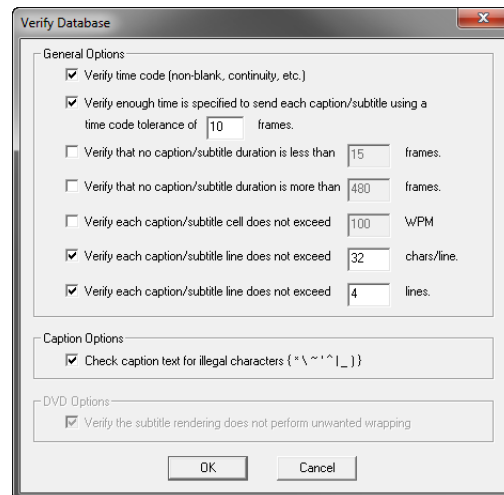 Verify Database
General Options
Verify time code (non-blank, continuity, etc.)
Verify enough time is specified to send each caption/subtitle using a
time code tolerance of 10 frames.
Verify that no caption/subtitle duration is less than 15 frames.
Verify that no caption/subtitle duration is more than 480 frames.
Verify each caption/subtitle cell does not exceed 100 WPM
Verify each caption/subtitle line does not exceed 32 chars/line.
Verify each caption/subtitle line does not exceed 4 lines.
Caption Options
Check caption text for illegal characters { * \ ~ ' ^ | _ } }
DVD Options
Verify the subtitle rendering does not perform unwanted wrapping
OK Cancel